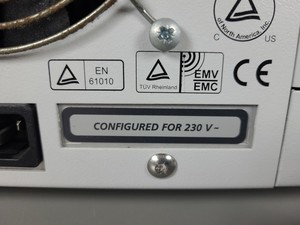 of North America, Inc
C US
EN
61010
TÜV Rheinland
EMV
EMC
CE
CONFIGURED FOR 230 V~